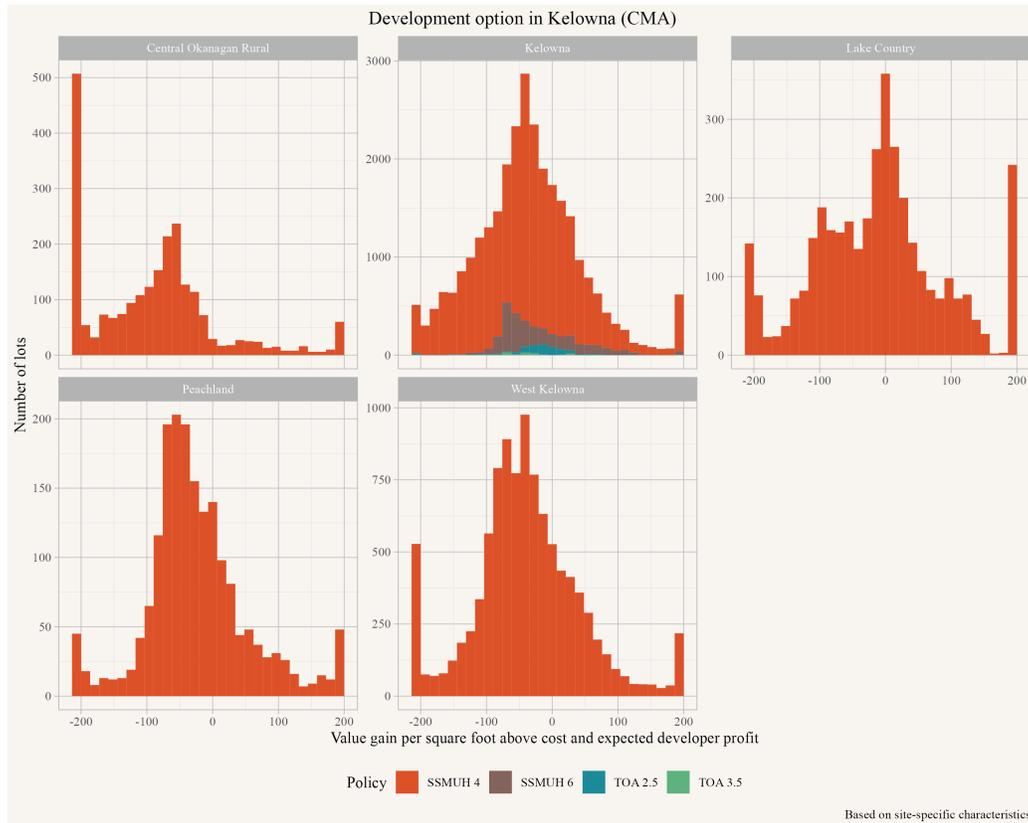 Development option in Kelowna (CMA)
Central Okanagan Rural
Kelowna
Lake Country
500
400
300
200
100
0
3000
2000
1000
0
300
200
100
0
-200 -100 0 100 200
Number of lots
Peachland
West Kelowna
200
150
100
50
0
1000
750
500
250
0
-200 -100 0 100 200
-200 -100 0 100 200
Value gain per square foot above cost and expected developer profit
Policy SSMUH 4 SSMUH 6 TOA 2.5 TOA 3.5
Based on site-specific characteristics